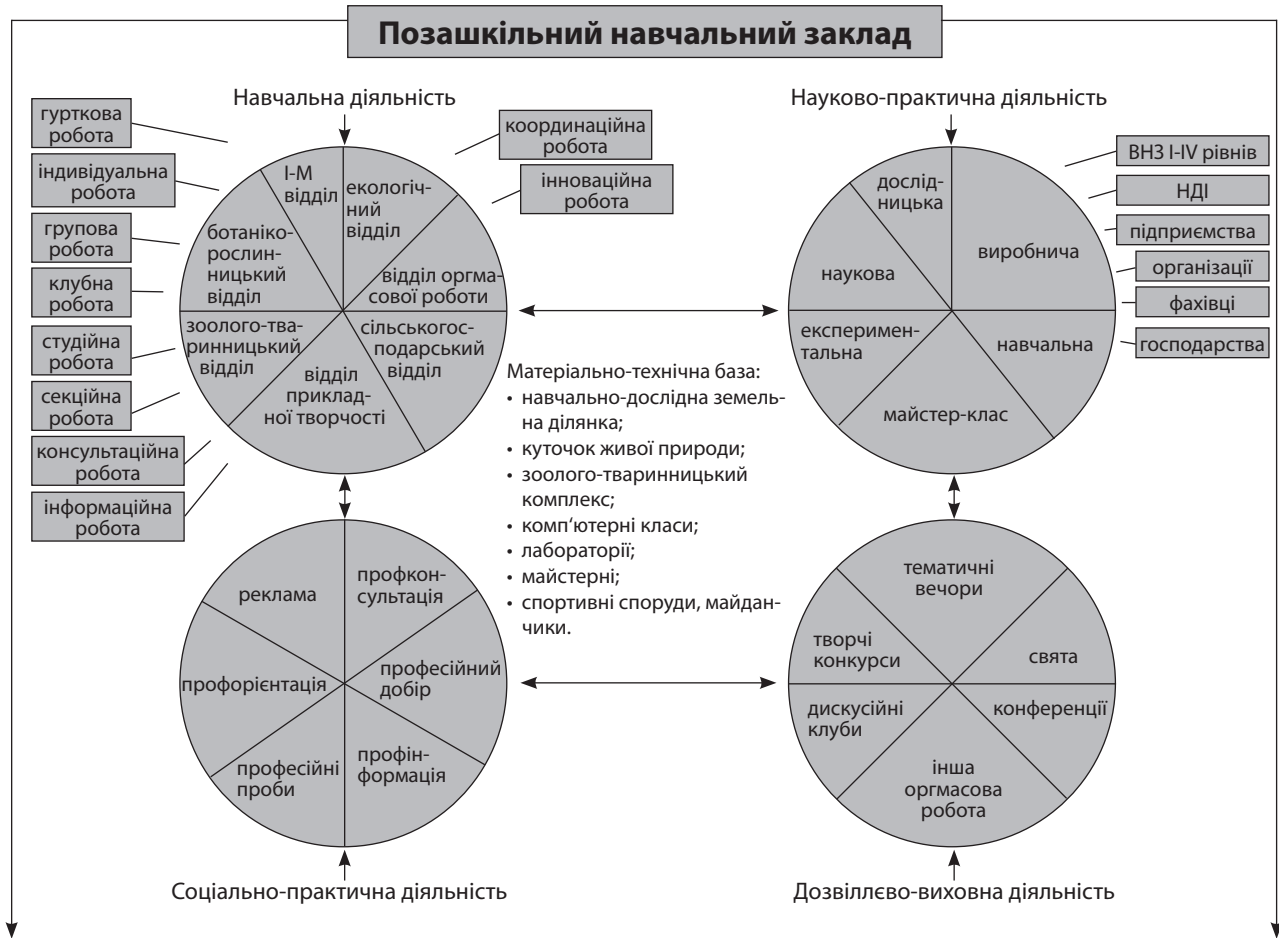 Позашкільний навчальний заклад
Навчальна діяльність
гурткова
робота
індивідуальна
робота
групова
робота
клубна
робота
студійна
робота
секційна
робота
консультаційна
робота
інформаційна
робота
координаційна
робота
інноваційна
робота
І-М
відділ
екологіч-
ний
відділ
ботаніко-
рослин-
ницький
відділ
відділ оргма-
сової роботи
зоолого-тва-
ринницький
відділ
сільськогос-
подарський
відділ
відділ
приклад-
ної творчості
Науково-практична діяльність
ВНЗ I-IV рівнів
НДІ
підприємства
організації
фахівці
господарства
дослід-
ницька
виробнича
наукова
експеримен-
тальна
навчальна
майстер-клас
Матеріально-технічна база:
• навчально-дослідна земель-
на ділянка;
• куточок живої природи;
• зоолого-тваринницький
комплекс;
• комп‘ютерні класи;
• лабораторії;
• майстерні;
• спортивні споруди, майдан-
чики.
реклама
профкон-
сультація
профорієнтація
професійний
добір
професійні
проби
профін-
формація
Соціально-практична діяльність
тематичні
вечори
творчі
конкурси
свята
дискусійні
клуби
конференції
інша
оргмасова
робота
Дозвіллєво-виховна діяльність